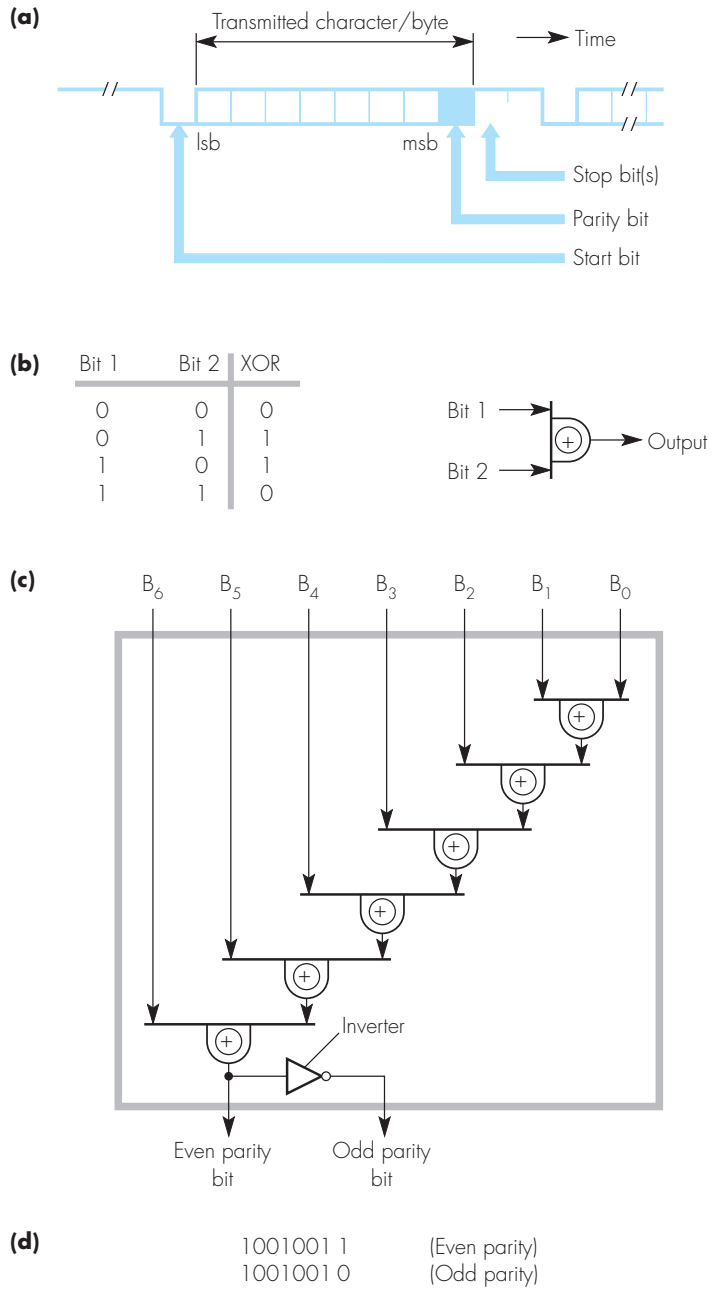 (a)
Transmitted character/byte
Time
lsb
msb
Stop bit(s)
Parity bit
Start bit
(b)
Bit 1 Bit 2 XOR
0 0 0
0 1 1
1 0 1
1 1 0
Bit 1
Bit 2
+
Output
(c)
B6 B5 B4 B3 B2 B1 B0
+
+
+
+
+
+
Inverter
Even parity
bit
Odd parity
bit
(d)
1001001 1 (Even parity)
1001001 0 (Odd parity)